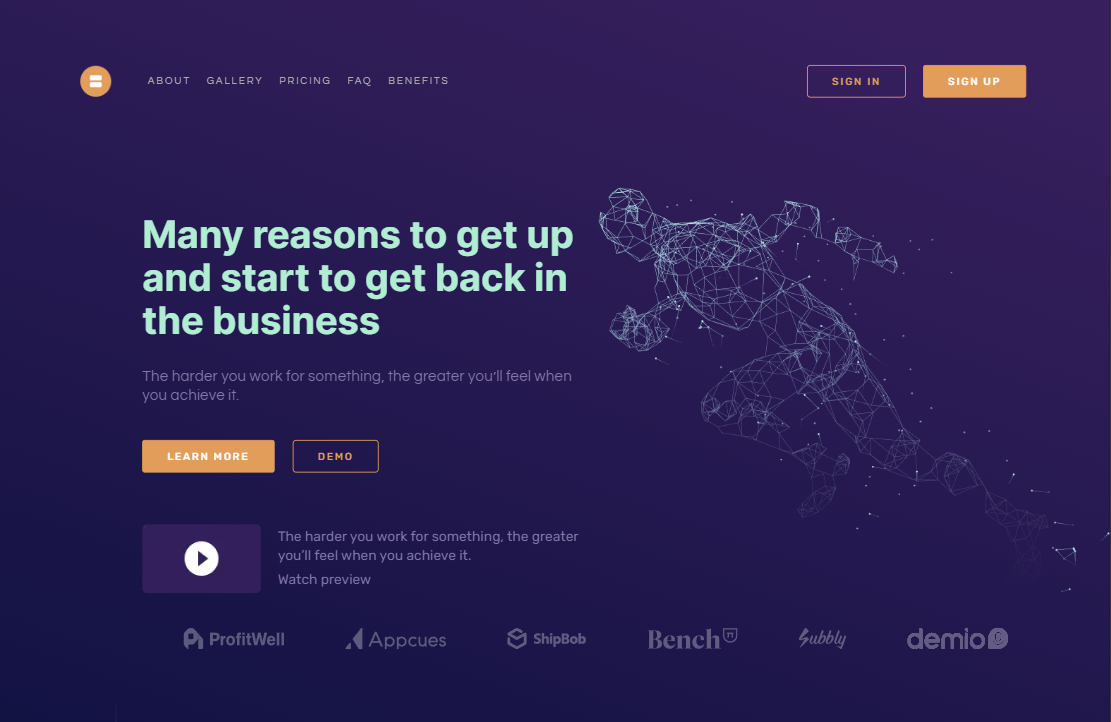 ABOUT GALLERY PRICING FAQ BENEFITS SIGN IN SIGN UP
Many reasons to get up
and start to get back in
the business
The harder you work for something, the greater you'll feel when
you achieve it.
LEARN MORE DEMO
The harder you work for something, the greater
you'll feel when you achieve it.
Watch preview
ProfitWell Appcues ShipBob Bench Subbly demio